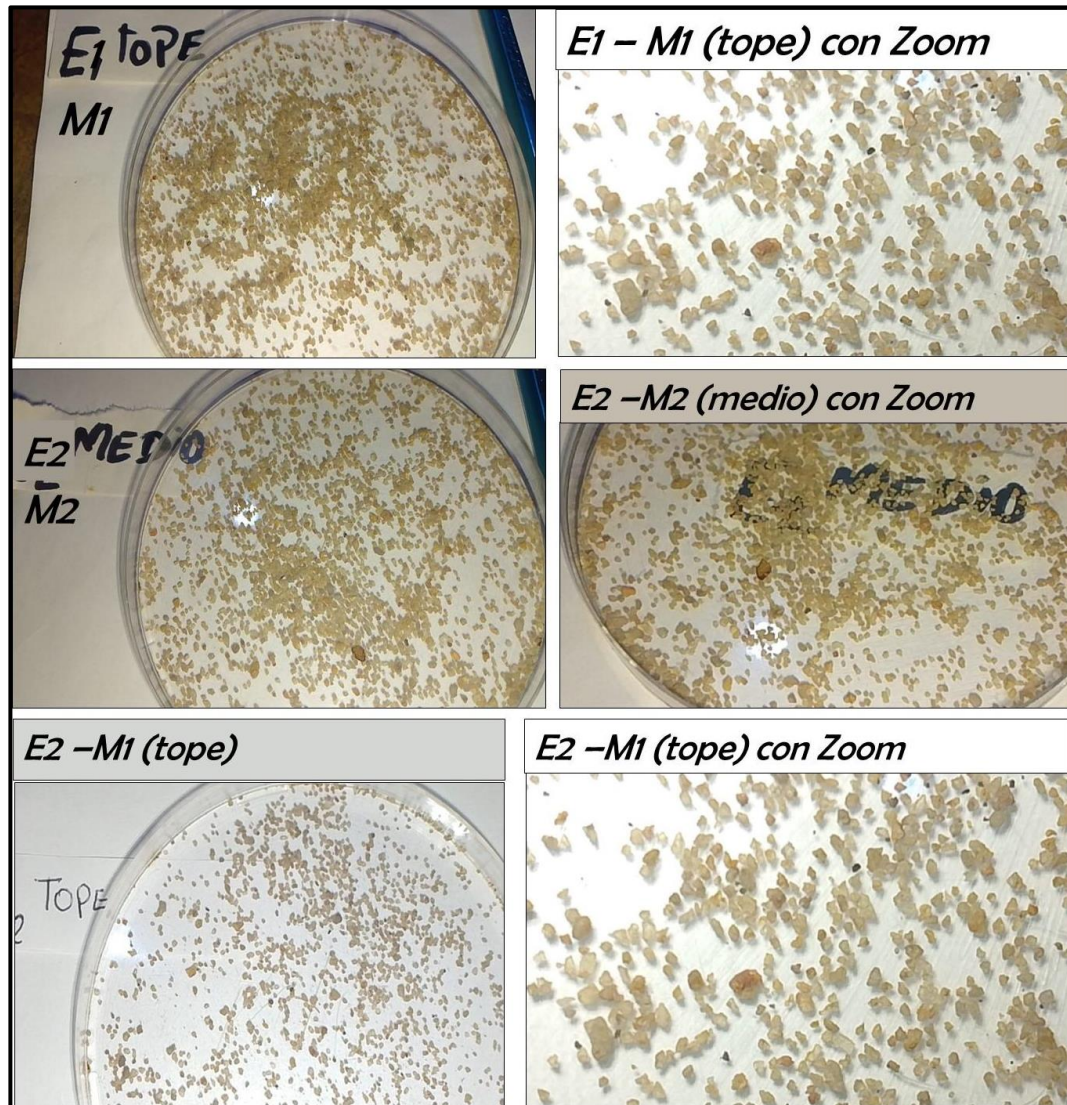 E1 TOPE
M1
E1 – M1 (tope) con Zoom
E2 MEDIO
M2
E2 –M2 (medio) con Zoom
MEDIO
E2 –M1 (tope)
TOPE
2
E2 –M1 (tope) con Zoom